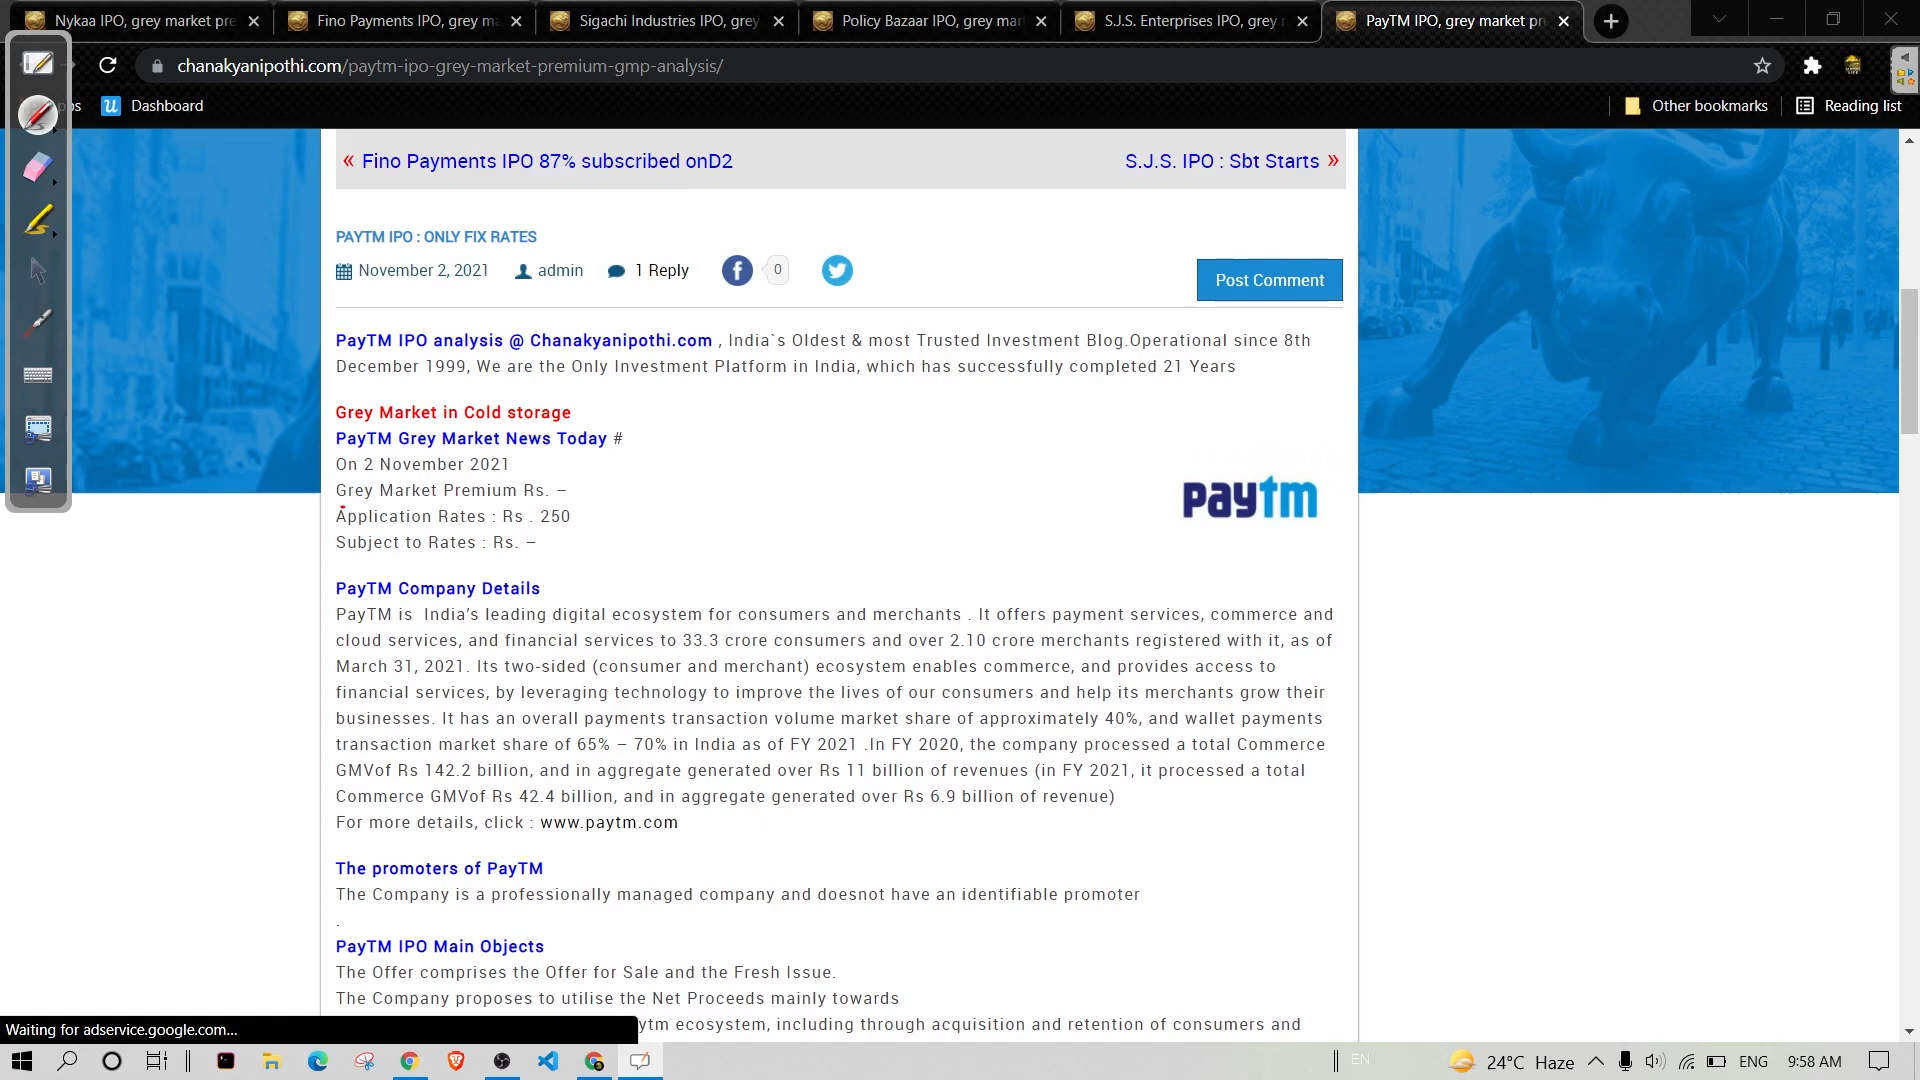 Nykaa IPO, grey market pre
Fino Payments IPO, grey ma
Sigachi Industries IPO, grey
Policy Bazaar IPO, grey mar
S.J.S. Enterprises IPO, grey
PayTM IPO, grey market pr
chanakyanipothi.com/paytm-ipo-grey-market-premium-gmp-analysis/
Dashboard
Other bookmarks
Reading list
« Fino Payments IPO 87% subscribed onD2
S.J.S. IPO : Sbt Starts »
PAYTM IPO : ONLY FIX RATES
November 2, 2021 admin 1 Reply 0
Post Comment
PayTM IPO analysis @ Chanakyanipothi.com , India`s Oldest & most Trusted Investment Blog.Operational since 8th
December 1999, We are the Only Investment Platform in India, which has successfully completed 21 Years
Grey Market in Cold storage
PayTM Grey Market News Today #
On 2 November 2021
Grey Market Premium Rs. –
Application Rates : Rs . 250
Subject to Rates : Rs. –
paytm
PayTM Company Details
PayTM is India’s leading digital ecosystem for consumers and merchants . It offers payment services, commerce and
cloud services, and financial services to 33.3 crore consumers and over 2.10 crore merchants registered with it, as of
March 31, 2021. Its two-sided (consumer and merchant) ecosystem enables commerce, and provides access to
financial services, by leveraging technology to improve the lives of our consumers and help its merchants grow their
businesses. It has an overall payments transaction volume market share of approximately 40%, and wallet payments
transaction market share of 65% – 70% in India as of FY 2021 .In FY 2020, the company processed a total Commerce
GMVof Rs 142.2 billion, and in aggregate generated over Rs 11 billion of revenues (in FY 2021, it processed a total
Commerce GMVof Rs 42.4 billion, and in aggregate generated over Rs 6.9 billion of revenue)
For more details, click : www.paytm.com
The promoters of PayTM
The Company is a professionally managed company and doesnot have an identifiable promoter
.
PayTM IPO Main Objects
The Offer comprises the Offer for Sale and the Fresh Issue.
The Company proposes to utilise the Net Proceeds mainly towards
ytm ecosystem, including through acquisition and retention of consumers and
Waiting for adservice.google.com...
EN
24°C Haze
ENG
9:58 AM